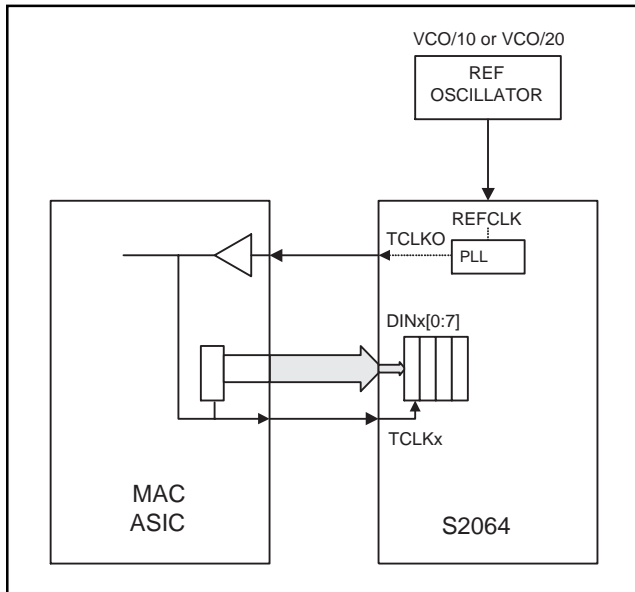 VCO/10 or VCO/20
REF
OSCILLATOR
REFCLK
TCLKO
PLL
DINx[0:7]
TCLKx
MAC
ASIC
S2064